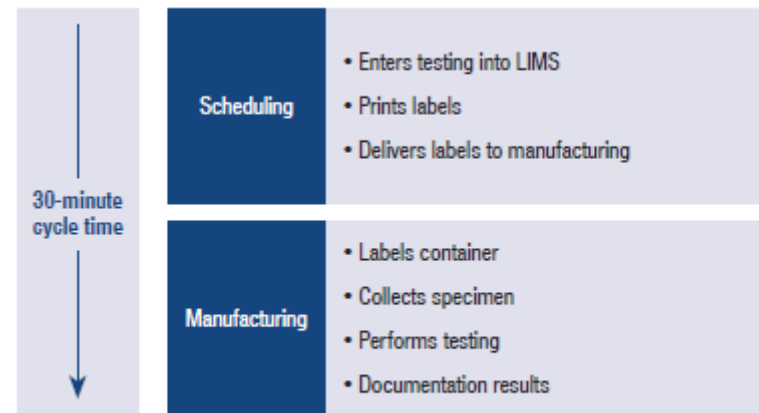 Scheduling
• Enters testing into LIMS
• Prints labels
• Delivers labels to manufacturing
30-minute
cycle time
Manufacturing
• Labels container
• Collects specimen
• Performs testing
• Documentation results